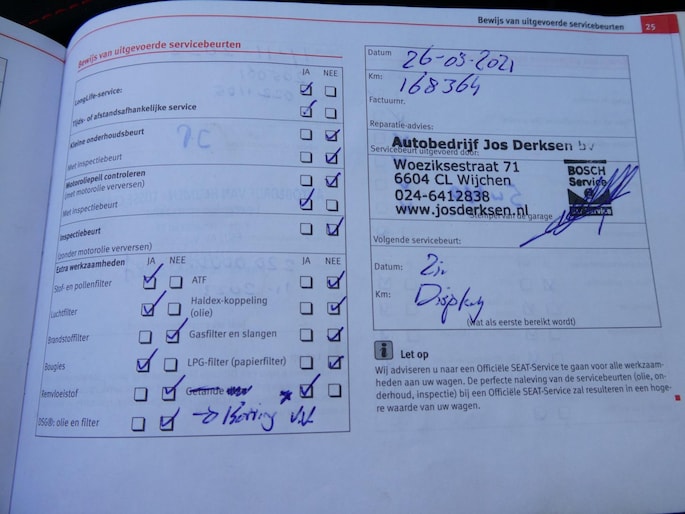 Bewijs van uitgevoerde servicebeurten 25
Bewijs van uitgevoerde servicebeurten
JA NEE
LongLife-service:
Tijds- of afstandsafhankelijke service
Kleine onderhoudsbeurt
Met inspectiebeurt
Motoroliepeil controleren
(met motorolie verversen)
Met inspectiebeurt
Inspectiebeurt
(zonder motorolie verversen)
Extra werkzaamheden JA NEE JA NEE
Stof- en pollenfilter ATF
Luchtfilter Haldex-koppeling
(olie)
Brandstoffilter Gasfilter en slangen
Bougies LPG-filter (papierfilter)
Remvloeistof Getande
DSG®: olie en filter
Datum 26-03-2021
Km: 168364
Factuurnr.
Reparatie-advies:
Autobedrijf Jos Derksen bv
Servicebeurt uitgevoerd door:
Woeziksestraat 71
6604 CL Wijchen
024-6412838
www.josderksen.nl
BOSCH
Service
Stempel van de garage
Volgende servicebeurt:
Datum: Zie
Km: Display
(Wat als eerste bereikt wordt)
i Let op
Wij adviseren u naar een Officiële SEAT-Service te gaan voor alle werkzaam-
heden aan uw wagen. De perfecte naleving van de servicebeurten (olie, on-
derhoud, inspectie) bij een Officiële SEAT-Service zal resulteren in een hoge-
re waarde van uw wagen.